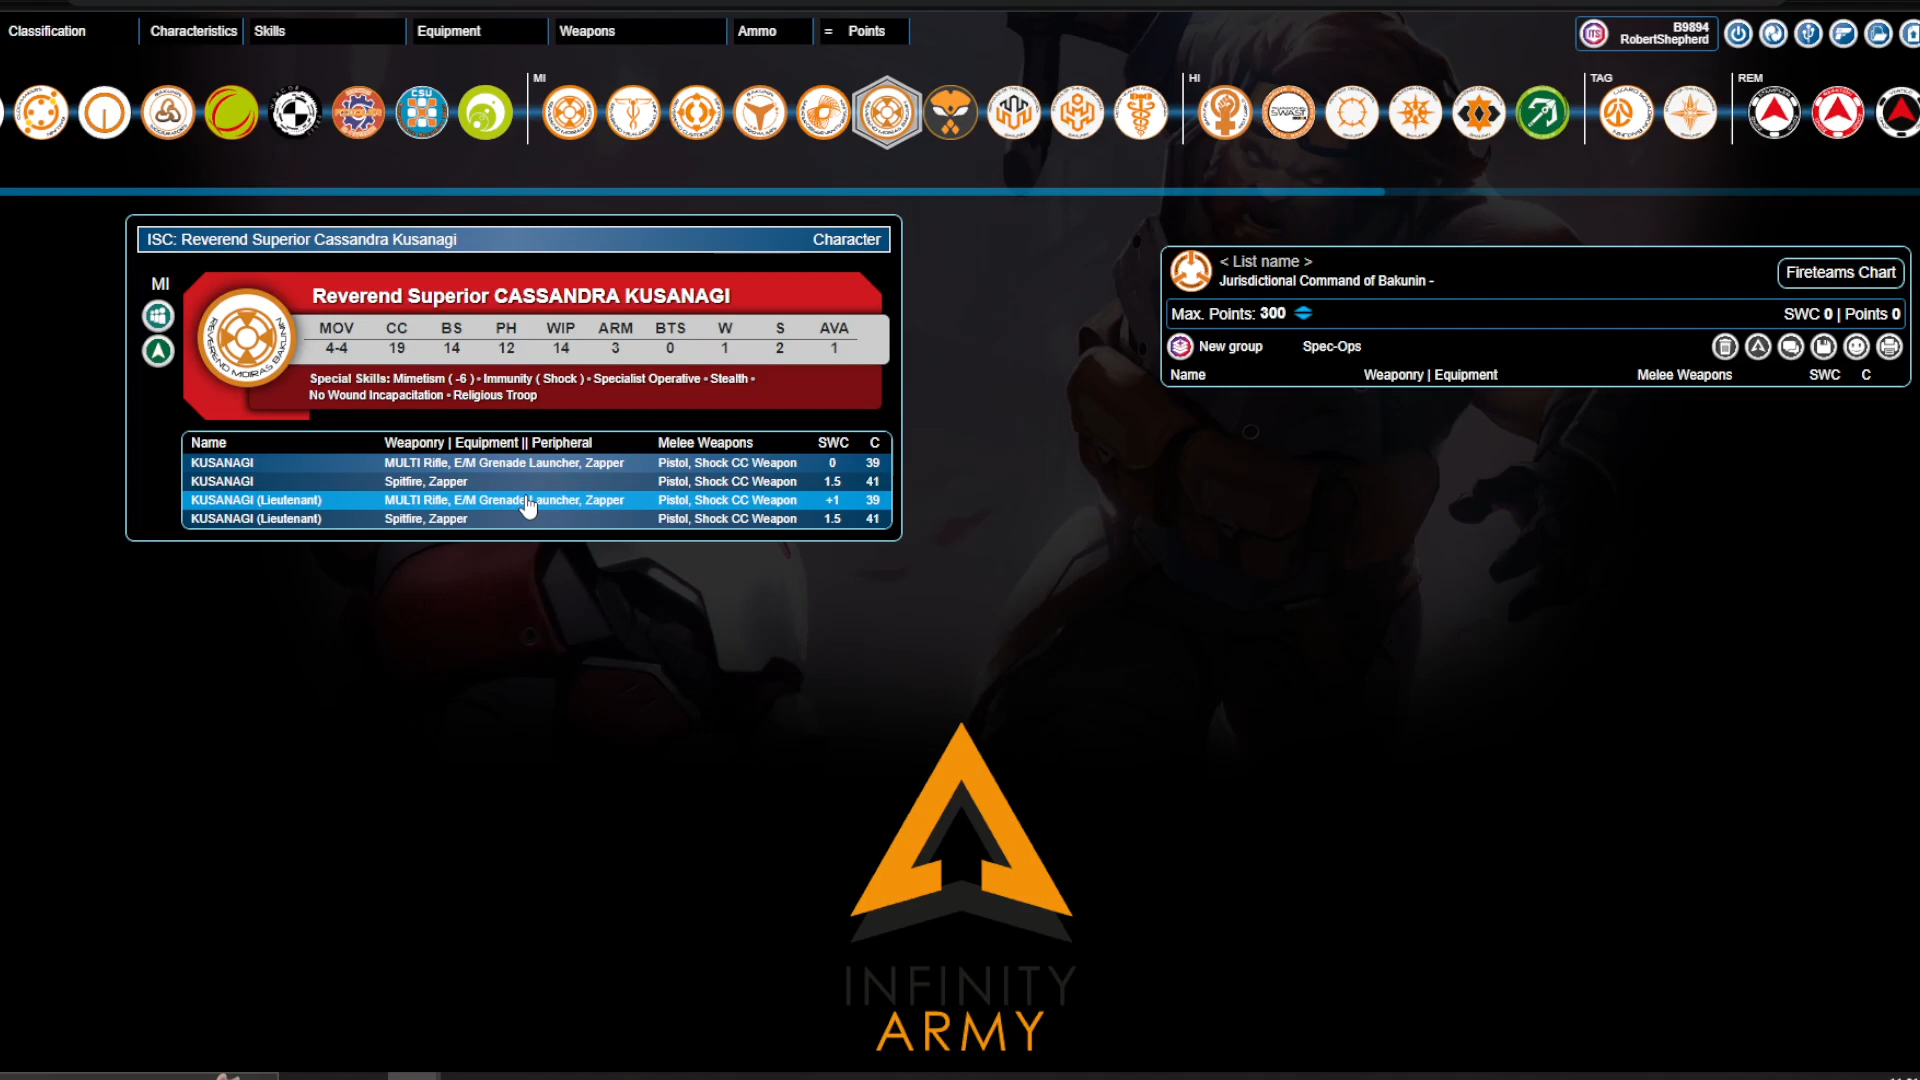 Classification Characteristics Skills Equipment Weapons Ammo = Points
B9894
RobertShepherd
MI HI TAG REM
CSU
SWAST
ISC: Reverend Superior Cassandra Kusanagi Character
MI
Reverend Superior CASSANDRA KUSANAGI
MOV CC BS PH WIP ARM BTS W S AVA
4-4 19 14 12 14 3 0 1 2 1
REVEREND MOIRAS BAKUNIN
Special Skills: Mimetism ( -6 ) • Immunity ( Shock ) • Specialist Operative • Stealth •
No Wound Incapacitation • Religious Troop
Name Weaponry | Equipment || Peripheral Melee Weapons SWC C
KUSANAGI MULTI Rifle, E/M Grenade Launcher, Zapper Pistol, Shock CC Weapon 0 39
KUSANAGI Spitfire, Zapper Pistol, Shock CC Weapon 1.5 41
KUSANAGI (Lieutenant) MULTI Rifle, E/M Grenade Launcher, Zapper Pistol, Shock CC Weapon +1 39
KUSANAGI (Lieutenant) Spitfire, Zapper Pistol, Shock CC Weapon 1.5 41
< List name >
Jurisdictional Command of Bakunin -
Fireteams Chart
Max. Points: 300 SWC 0 | Points 0
New group Spec-Ops
Name Weaponry | Equipment Melee Weapons SWC C
INFINITY
ARMY